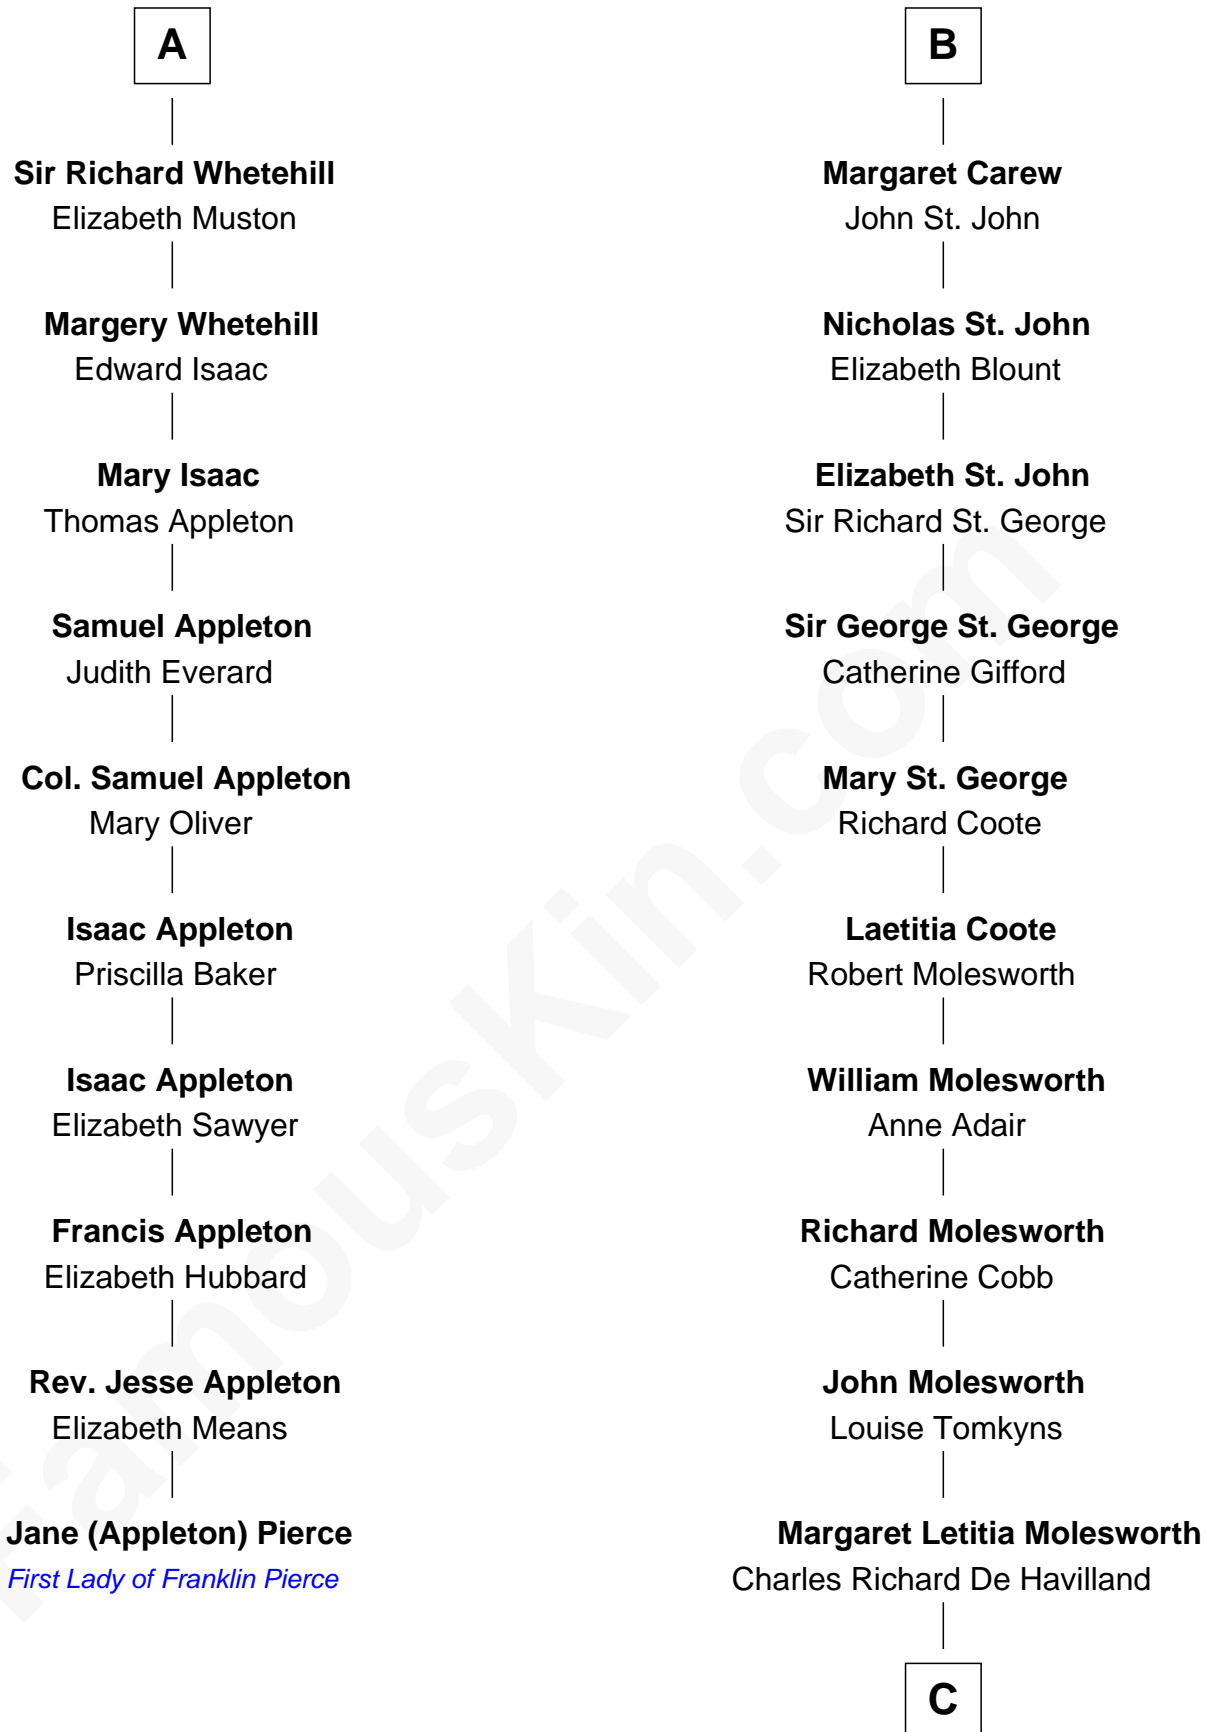 A
Sir Richard Whetehill
Elizabeth Muston
Margery Whetehill
Edward Isaac
Mary Isaac
Thomas Appleton
Samuel Appleton
Judith Everard
Col. Samuel Appleton
Mary Oliver
Isaac Appleton
Priscilla Baker
Isaac Appleton
Elizabeth Sawyer
Francis Appleton
Elizabeth Hubbard
Rev. Jesse Appleton
Elizabeth Means
Jane (Appleton) Pierce
First Lady of Franklin Pierce
B
Margaret Carew
John St. John
Nicholas St. John
Elizabeth Blount
Elizabeth St. John
Sir Richard St. George
Sir George St. George
Catherine Gifford
Mary St. George
Richard Coote
Laetitia Coote
Robert Molesworth
William Molesworth
Anne Adair
Richard Molesworth
Catherine Cobb
John Molesworth
Louise Tomkyns
Margaret Letitia Molesworth
Charles Richard De Havilland
C
FamousKin.com